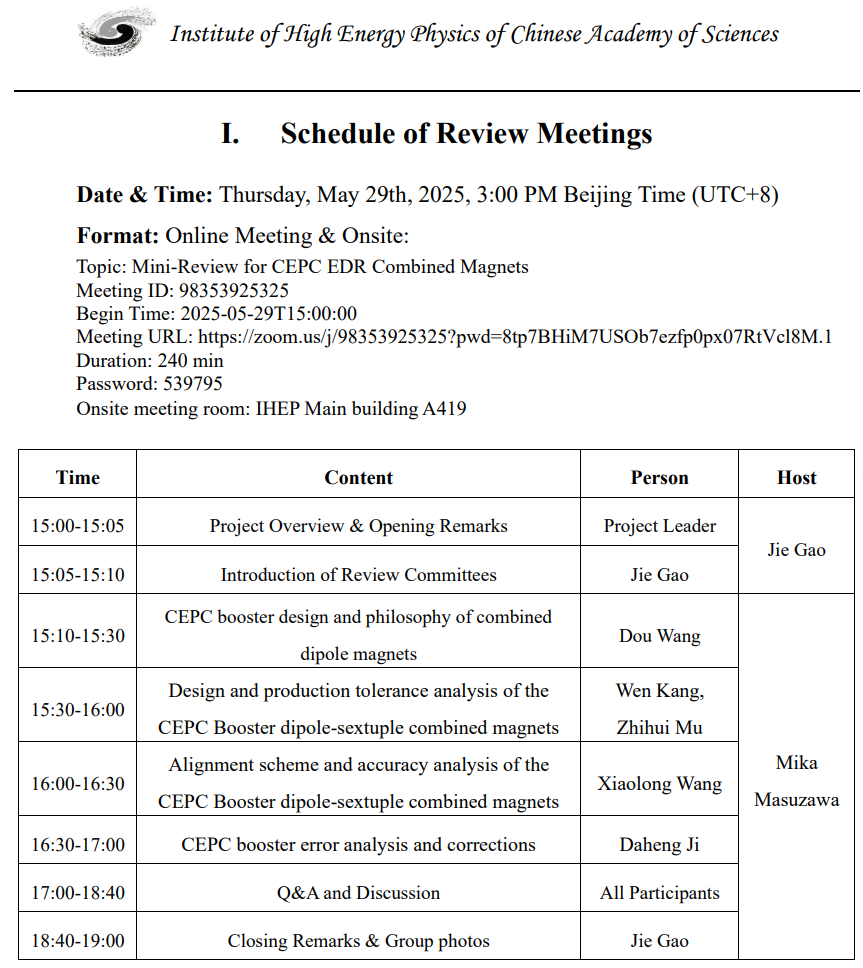 Institute of High Energy Physics of Chinese Academy of Sciences
I. Schedule of Review Meetings
Date & Time: Thursday, May 29th, 2025, 3:00 PM Beijing Time (UTC+8)
Format: Online Meeting & Onsite:
Topic: Mini-Review for CEPC EDR Combined Magnets
Meeting ID: 98353925325
Begin Time: 2025-05-29T15:00:00
Meeting URL: https://zoom.us/j/98353925325?pwd=8tp7BHiM7USOb7ezfp0px07RtVcl8M.1
Duration: 240 min
Password: 539795
Onsite meeting room: IHEP Main building A419
Time Content Person Host
15:00-15:05 Project Overview & Opening Remarks Project Leader
Jie Gao
15:05-15:10 Introduction of Review Committees Jie Gao
CEPC booster design and philosophy of combined
15:10-15:30 Dou Wang
dipole magnets
Design and production tolerance analysis of the Wen Kang,
15:30-16:00
CEPC Booster dipole-sextuple combined magnets Zhihui Mu
Alignment scheme and accuracy analysis of the Mika
16:00-16:30 Xiaolong Wang
CEPC Booster dipole-sextuple combined magnets Masuzawa
16:30-17:00 CEPC booster error analysis and corrections Daheng Ji
17:00-18:40 Q&A and Discussion All Participants
18:40-19:00 Closing Remarks & Group photos Jie Gao